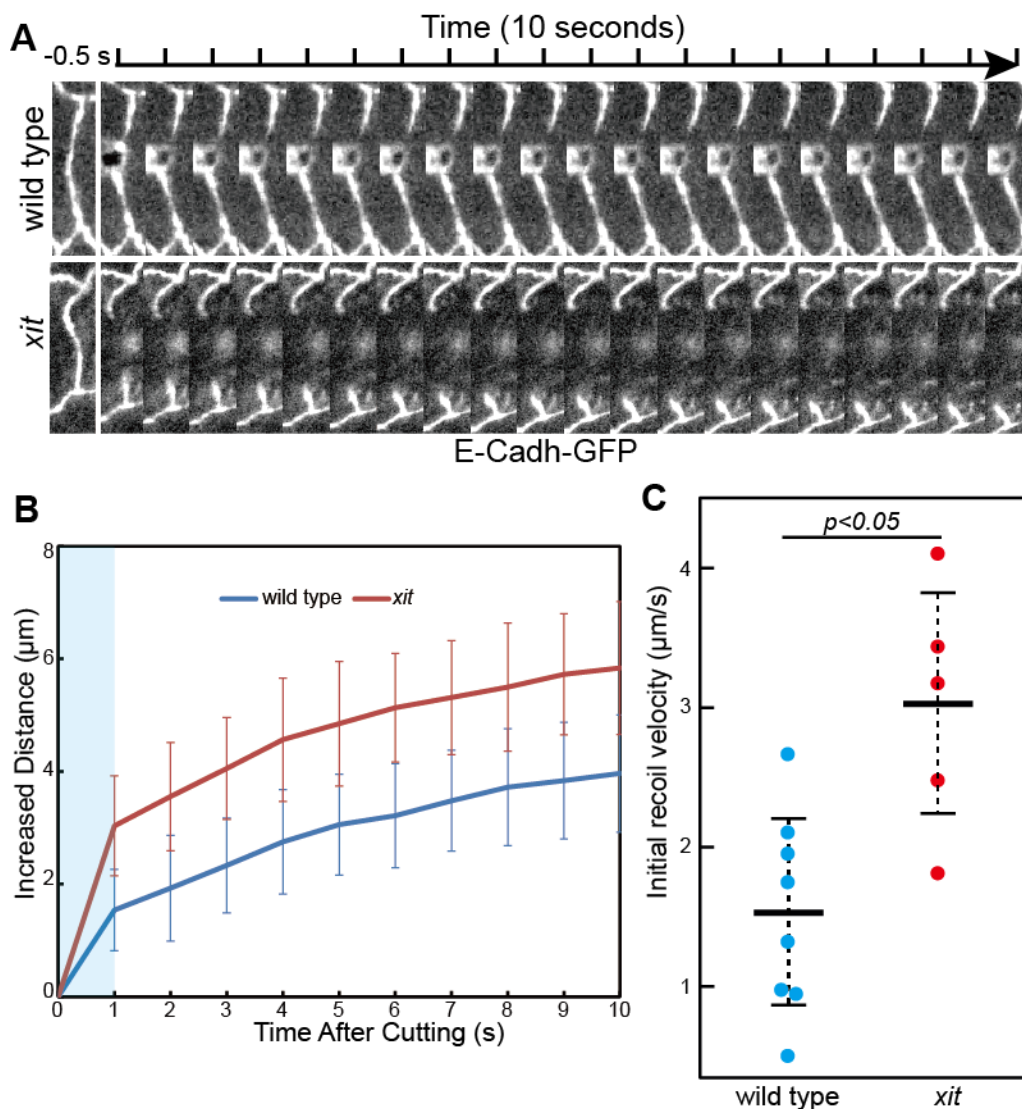 A
Time (10 seconds)
-0.5 s
wild type
xit
E-Cadh-GFP
B
Increased Distance (µm)
8
6
4
2
0
wild type
xit
0 1 2 3 4 5 6 7 8 9 10
Time After Cutting (s)
C
p<0.05
Initial recoil velocity (µm/s)
4
3
2
1
wild type
xit